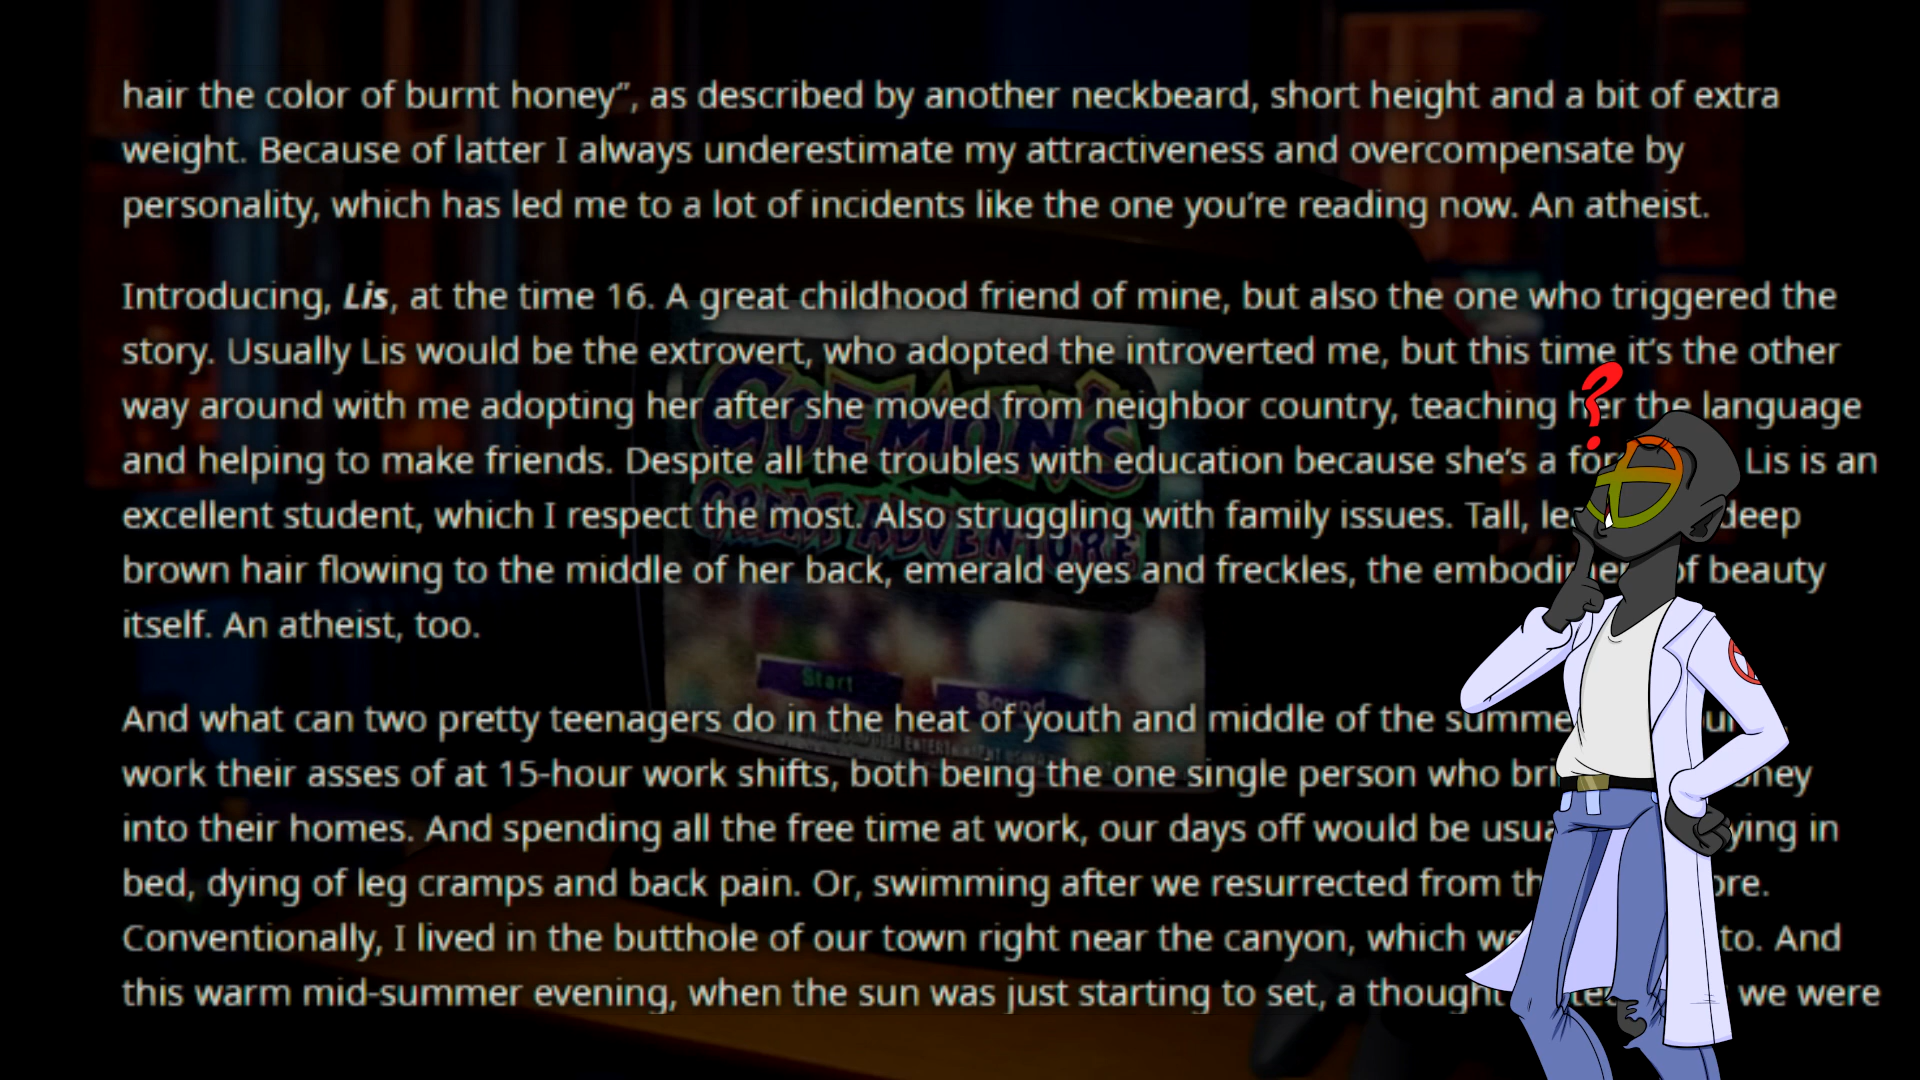 hair the color of burnt honey”, as described by another neckbeard, short height and a bit of extra
weight. Because of latter I always underestimate my attractiveness and overcompensate by
personality, which has led me to a lot of incidents like the one you’re reading now. An atheist.
Introducing, Lis, at the time 16. A great childhood friend of mine, but also the one who triggered the
story. Usually Lis would be the extrovert, who adopted the introverted me, but this time it’s the other
way around with me adopting her after she moved from neighbor country, teaching her the language
and helping to make friends. Despite all the troubles with education because she’s a Lis is an
excellent student, which I respect the most. Also struggling with family issues. Tall, deep
brown hair flowing to the middle of her back, emerald eyes and freckles, the embodiment of beauty
itself. An atheist, too.
And what can two pretty teenagers do in the heat of youth and middle of the
work their asses of at 15-hour work shifts, both being the one single person who
into their homes. And spending all the free time at work, our days off would be in
bed, dying of leg cramps and back pain. Or, swimming after we resurrected from
Conventionally, I lived in the butthole of our town right near the canyon, which to. And
this warm mid-summer evening, when the sun was just starting to set, a thought we were
?
GOEMON'S
GREAT ADVENTURE
Start
Sound